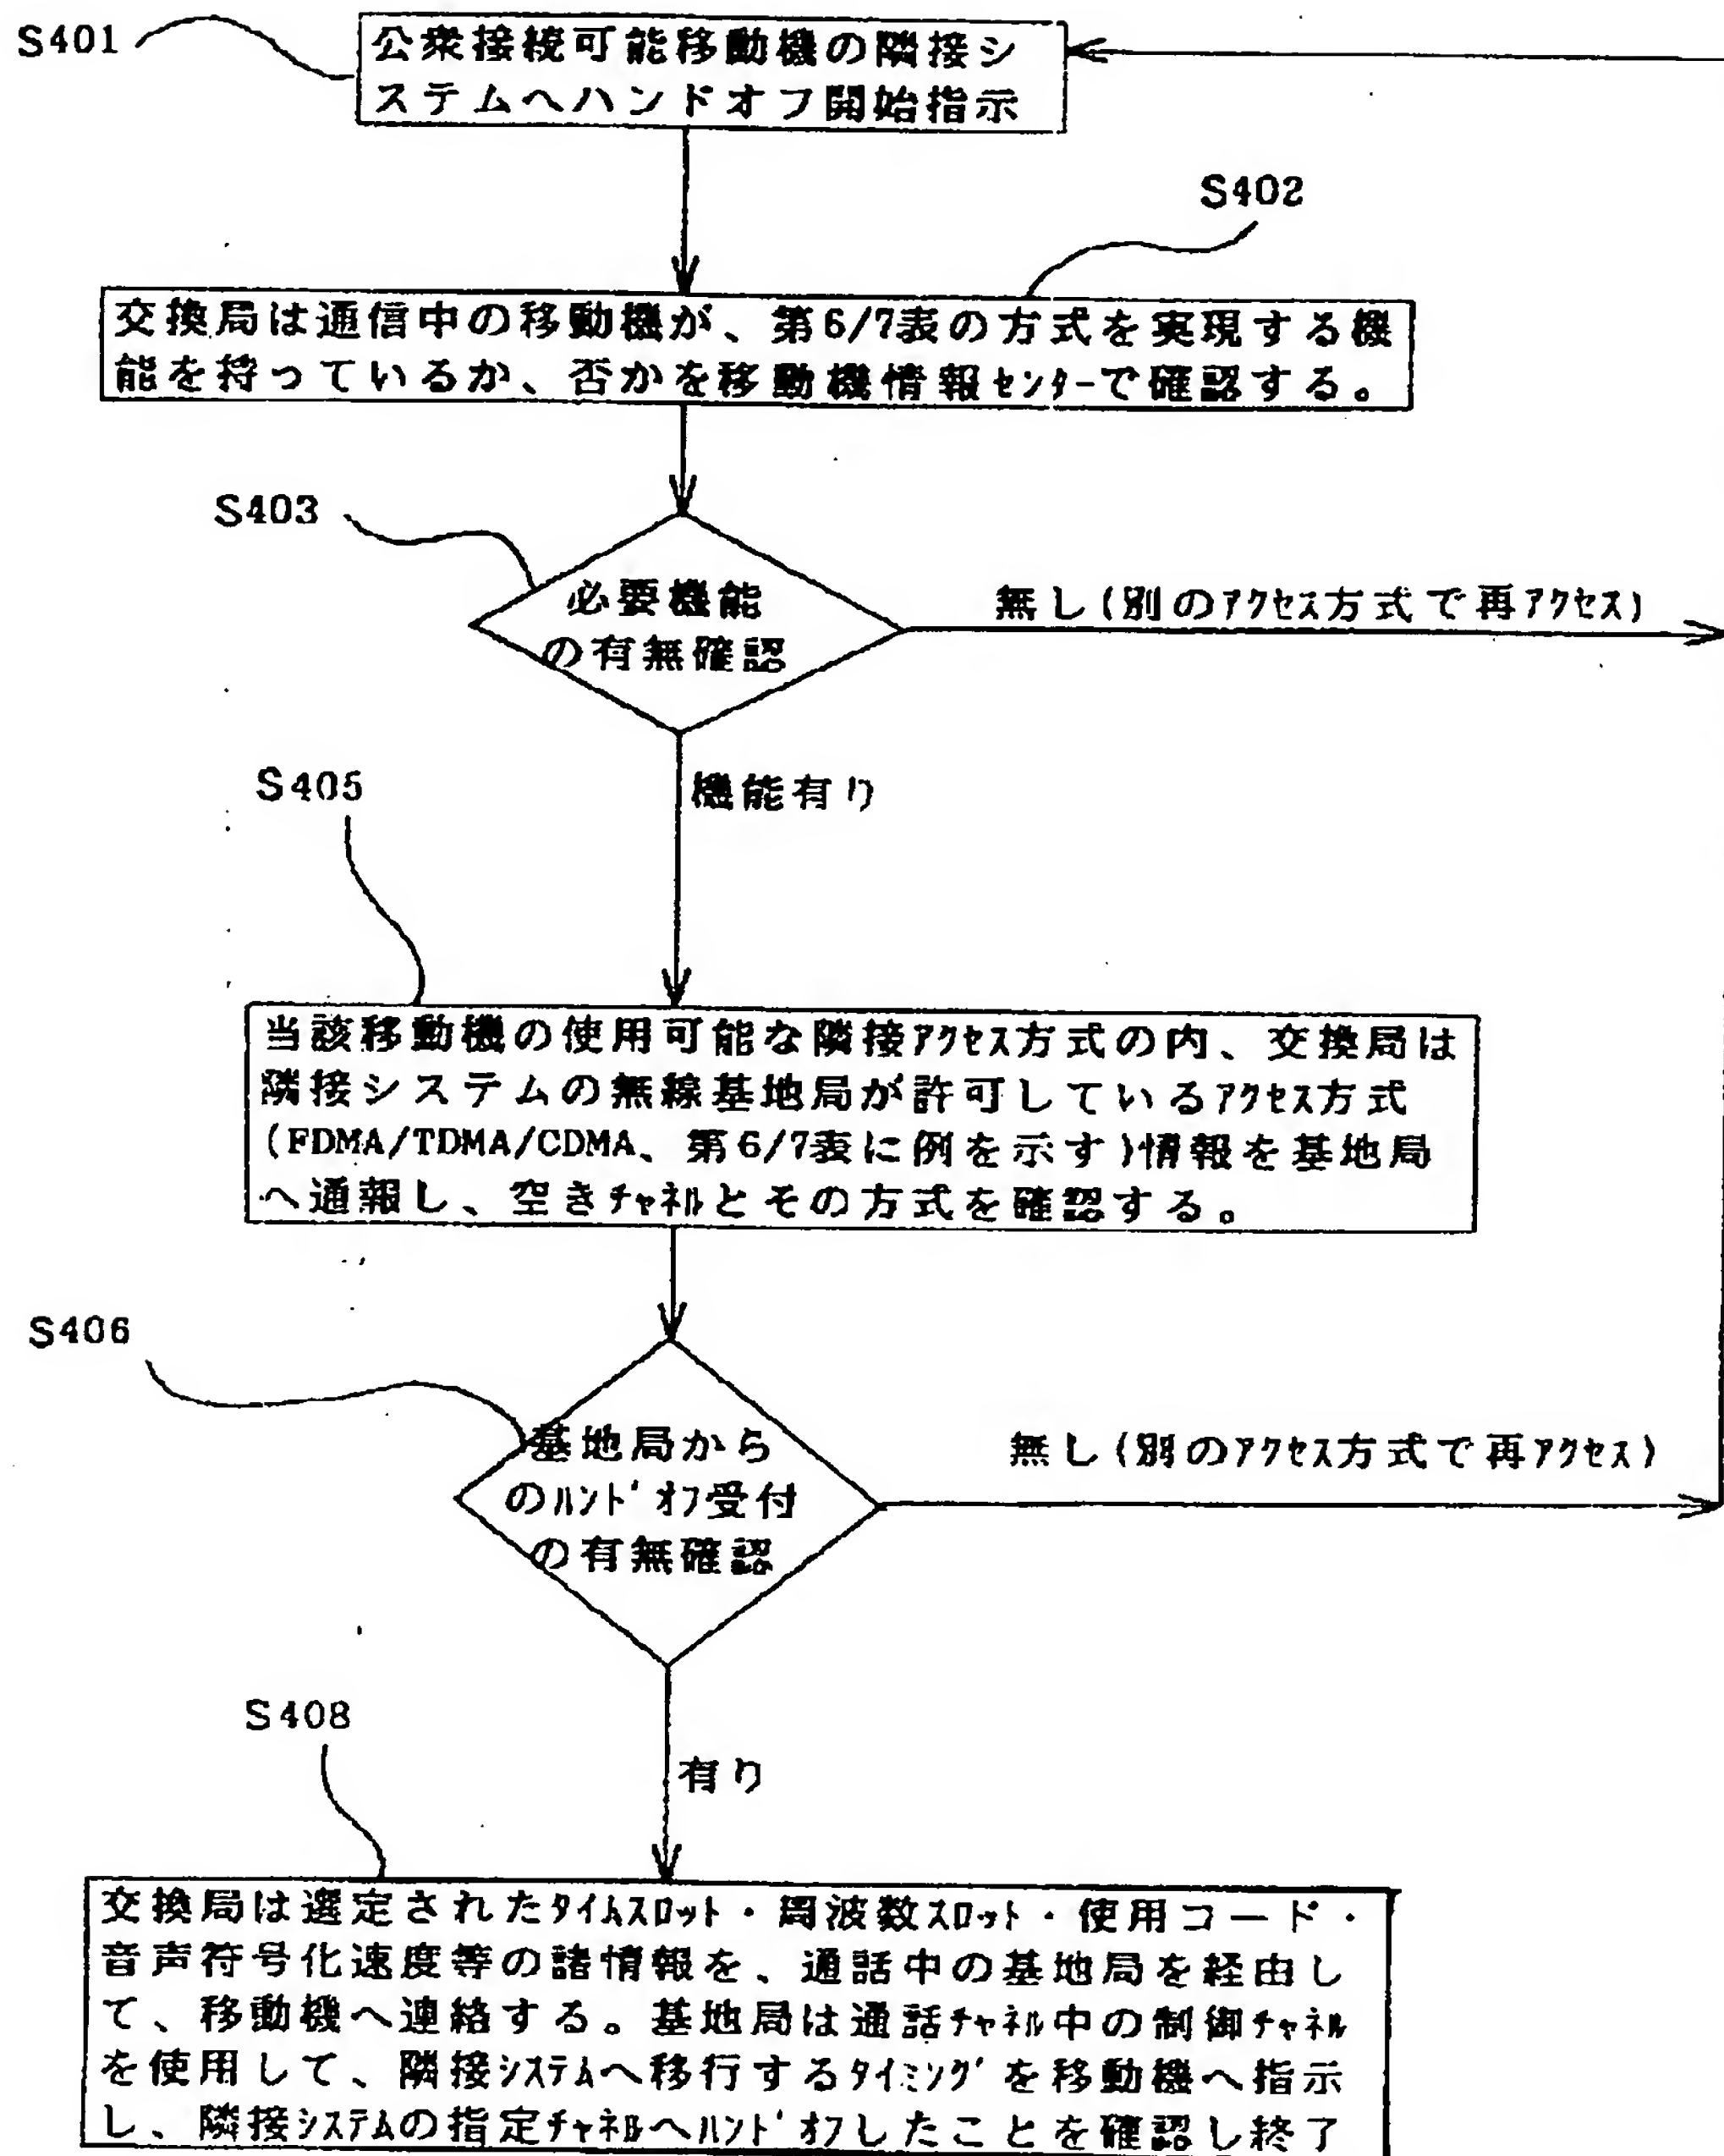 S401
公衆接続可能移動機の隣接シ
ステムへハンドオフ開始指示
S402
交換局は通信中の移動機が、第6/7表の方式を実現する機
能を持っているか、否かを移動機情報センターで確認する。
S403
必要機能
の有無確認
無し(別のアクセス方式で再アクセス)
S405
機能有り
当該移動機の使用可能な隣接アクセス方式の内、交換局は
隣接システムの無線基地局が許可しているアクセス方式
(FDMA/TDMA/CDMA、第6/7表に例を示す)情報を基地局
へ通報し、空きチャネルとその方式を確認する。
S406
基地局から
のハンドオフ受付
の有無確認
無し(別のアクセス方式で再アクセス)
S408
有り
交換局は選定されたタイムスロット・周波数スロット・使用コード・
音声符号化速度等の諸情報を、通話中の基地局を経由し
て、移動機へ連絡する。基地局は通話チャネル中の制御チャネル
を使用して、隣接システムへ移行するタイミングを移動機へ指示
し、隣接システムの指定チャネルへハンドオフしたことを確認し終了